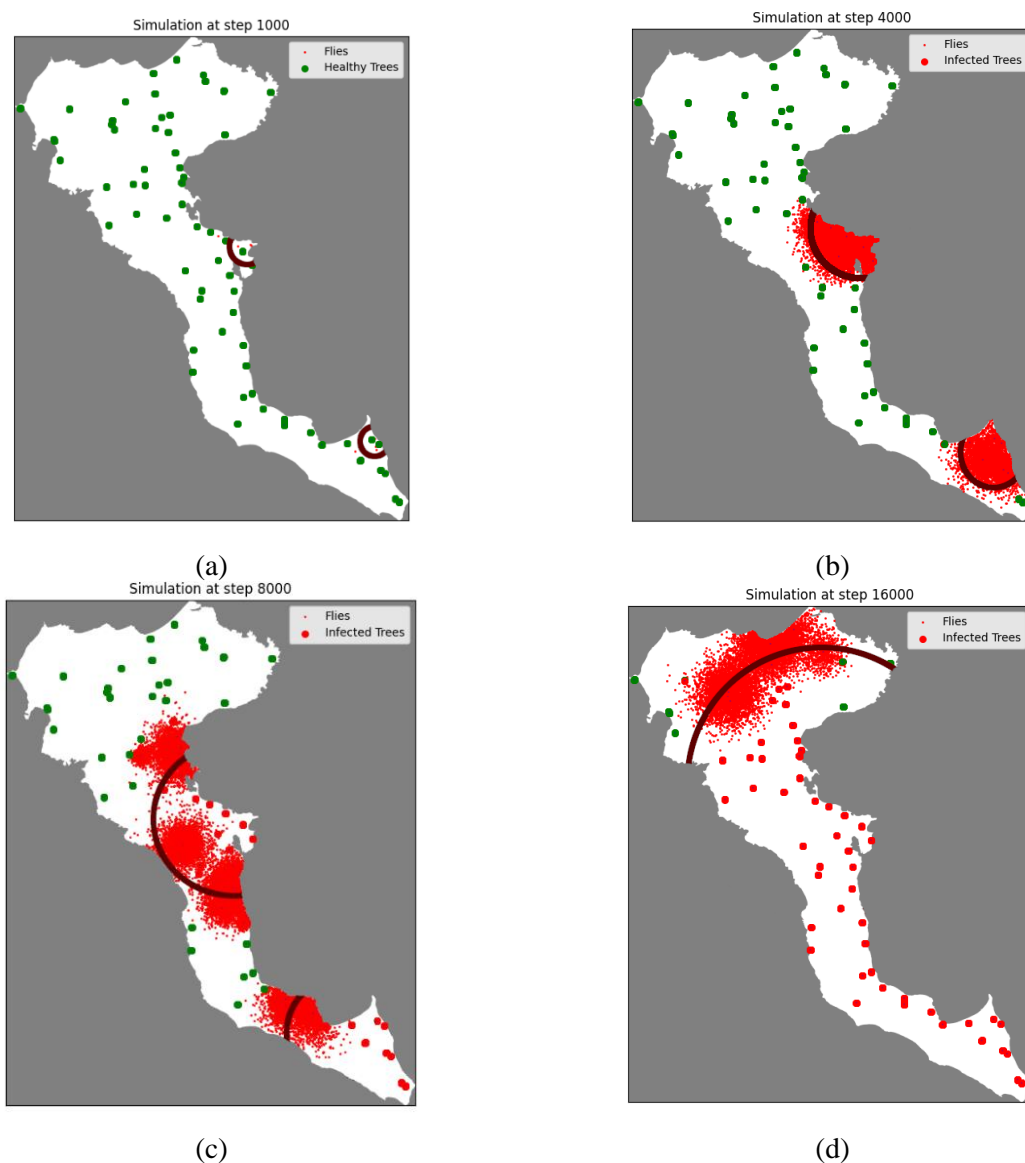 Simulation at step 1000
Flies
Healthy Trees
(a)
Simulation at step 4000
Flies
Infected Trees
(b)
Simulation at step 8000
Flies
Infected Trees
(c)
Simulation at step 16000
Flies
Infected Trees
(d)